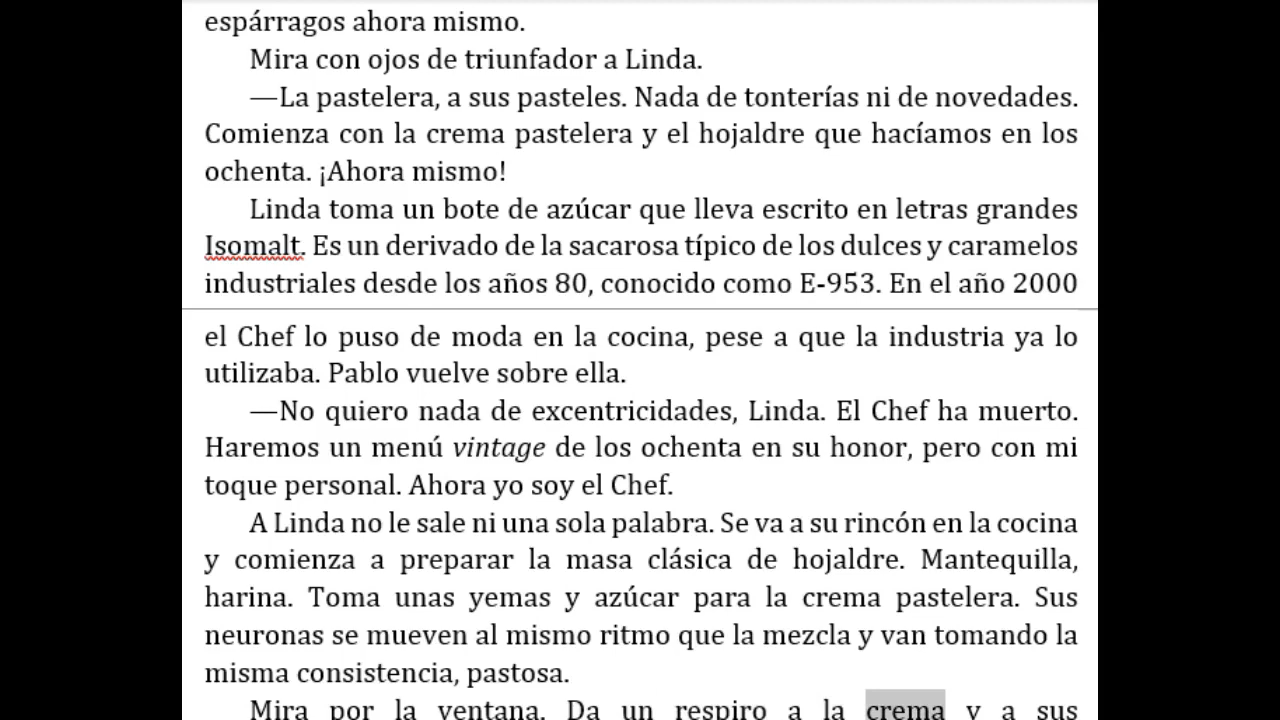 espárragos ahora mismo.
Mira con ojos de triunfador a Linda.
—La pastelera, a sus pasteles. Nada de tonterías ni de novedades.
Comienza con la crema pastelera y el hojaldre que hacíamos en los
ochenta. ¡Ahora mismo!
Linda toma un bote de azúcar que lleva escrito en letras grandes
Isomalt. Es un derivado de la sacarosa típico de los dulces y caramelos
industriales desde los años 80, conocido como E-953. En el año 2000
el Chef lo puso de moda en la cocina, pese a que la industria ya lo
utilizaba. Pablo vuelve sobre ella.
—No quiero nada de excentricidades, Linda. El Chef ha muerto.
Haremos un menú vintage de los ochenta en su honor, pero con mi
toque personal. Ahora yo soy el Chef.
A Linda no le sale ni una sola palabra. Se va a su rincón en la cocina
y comienza a preparar la masa clásica de hojaldre. Mantequilla,
harina. Toma unas yemas y azúcar para la crema pastelera. Sus
neuronas se mueven al mismo ritmo que la mezcla y van tomando la
misma consistencia, pastosa.
Mira por la ventana. Da un respiro a la crema y a sus